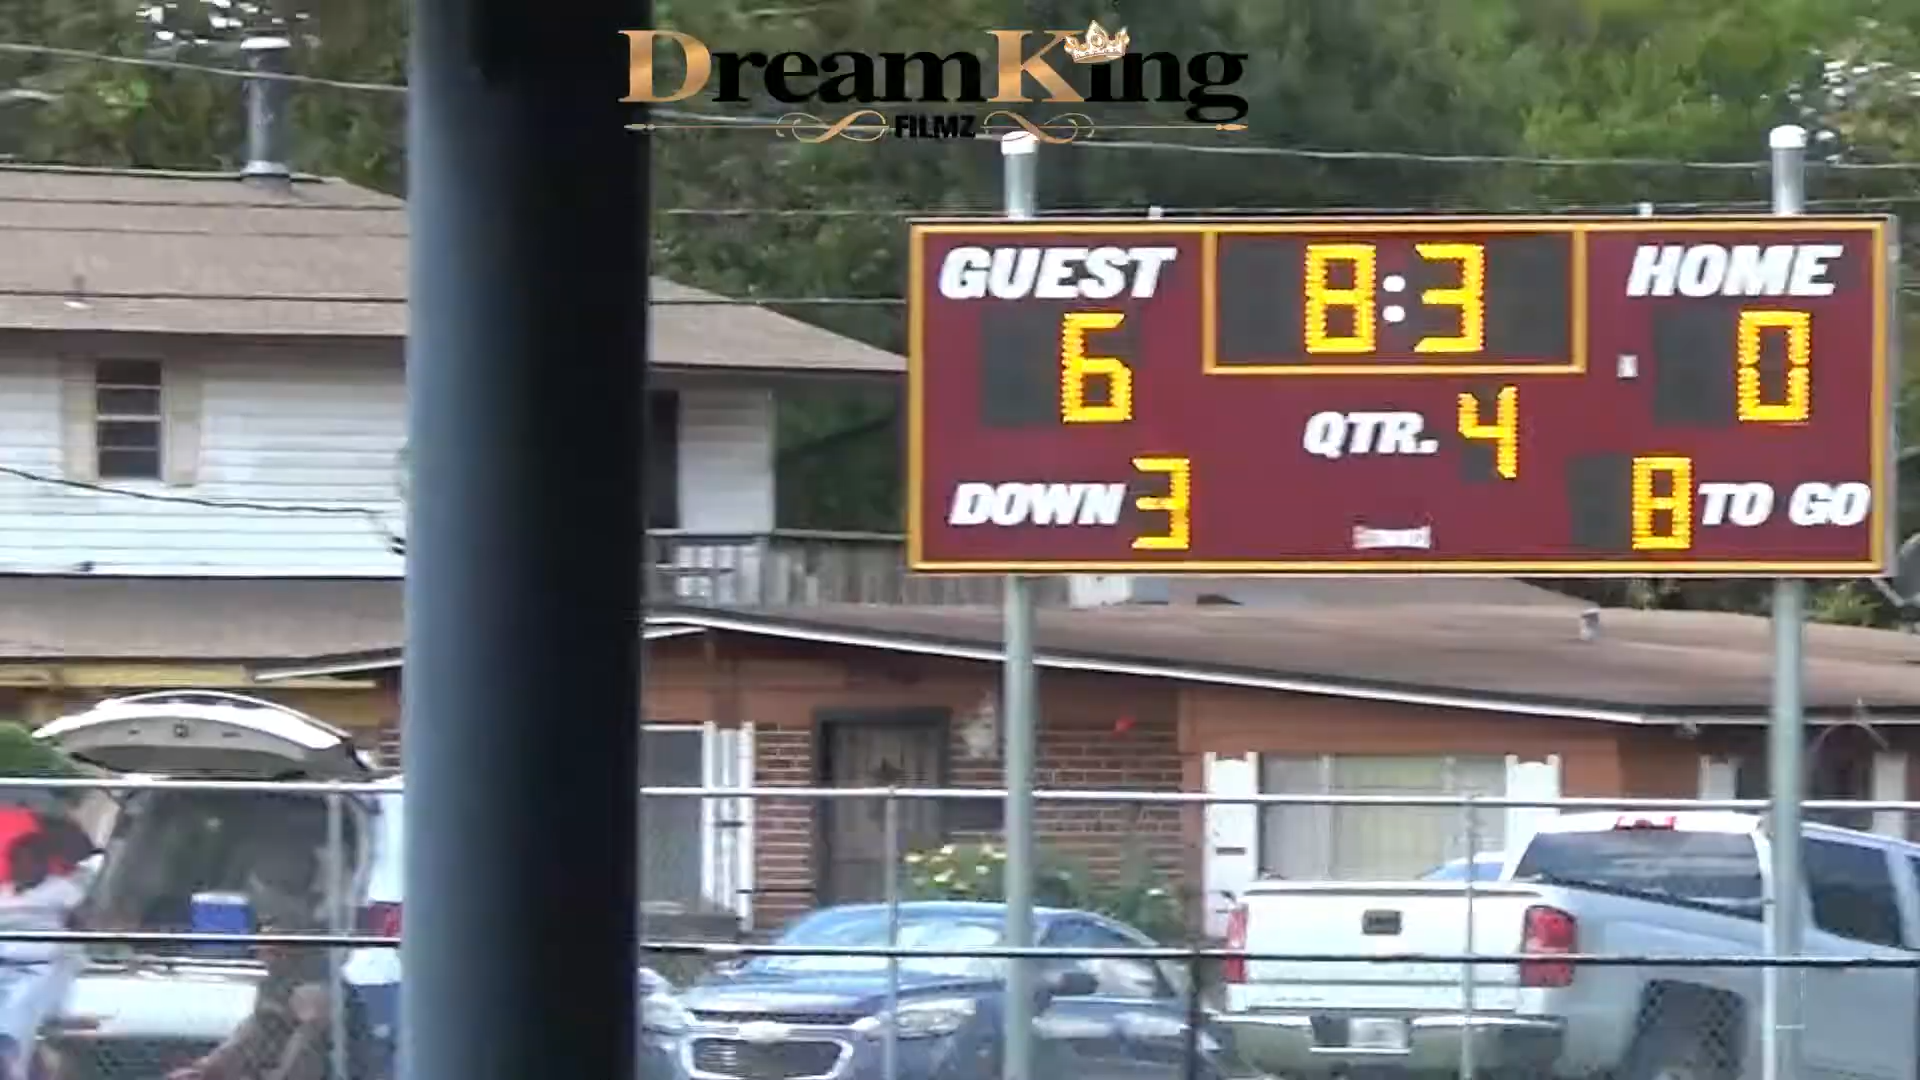 DreamKing
FILMZ
GUEST 8:3 HOME
6 0
QTR. 4
DOWN 3 8 TO GO